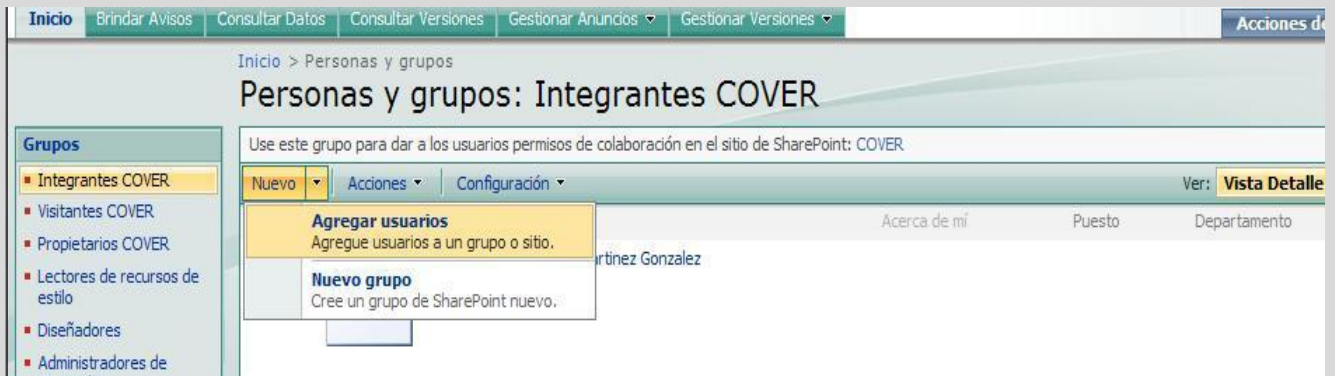 Inicio Brindar Avisos Consultar Datos Consultar Versiones Gestionar Anuncios Gestionar Versiones
Acciones
Inicio > Personas y grupos
Personas y grupos: Integrantes COVER
Grupos
Integrantes COVER
Visitantes COVER
Propietarios COVER
Lectores de recursos de
estilo
Diseñadores
Administradores de
Use este grupo para dar a los usuarios permisos de colaboración en el sitio de SharePoint: COVER
Nuevo Acciones Configuración Ver: Vista Detalle
Acerca de mí Puesto Departamento
Agregar usuarios
Agregue usuarios a un grupo o sitio.
rtinez Gonzalez
Nuevo grupo
Cree un grupo de SharePoint nuevo.